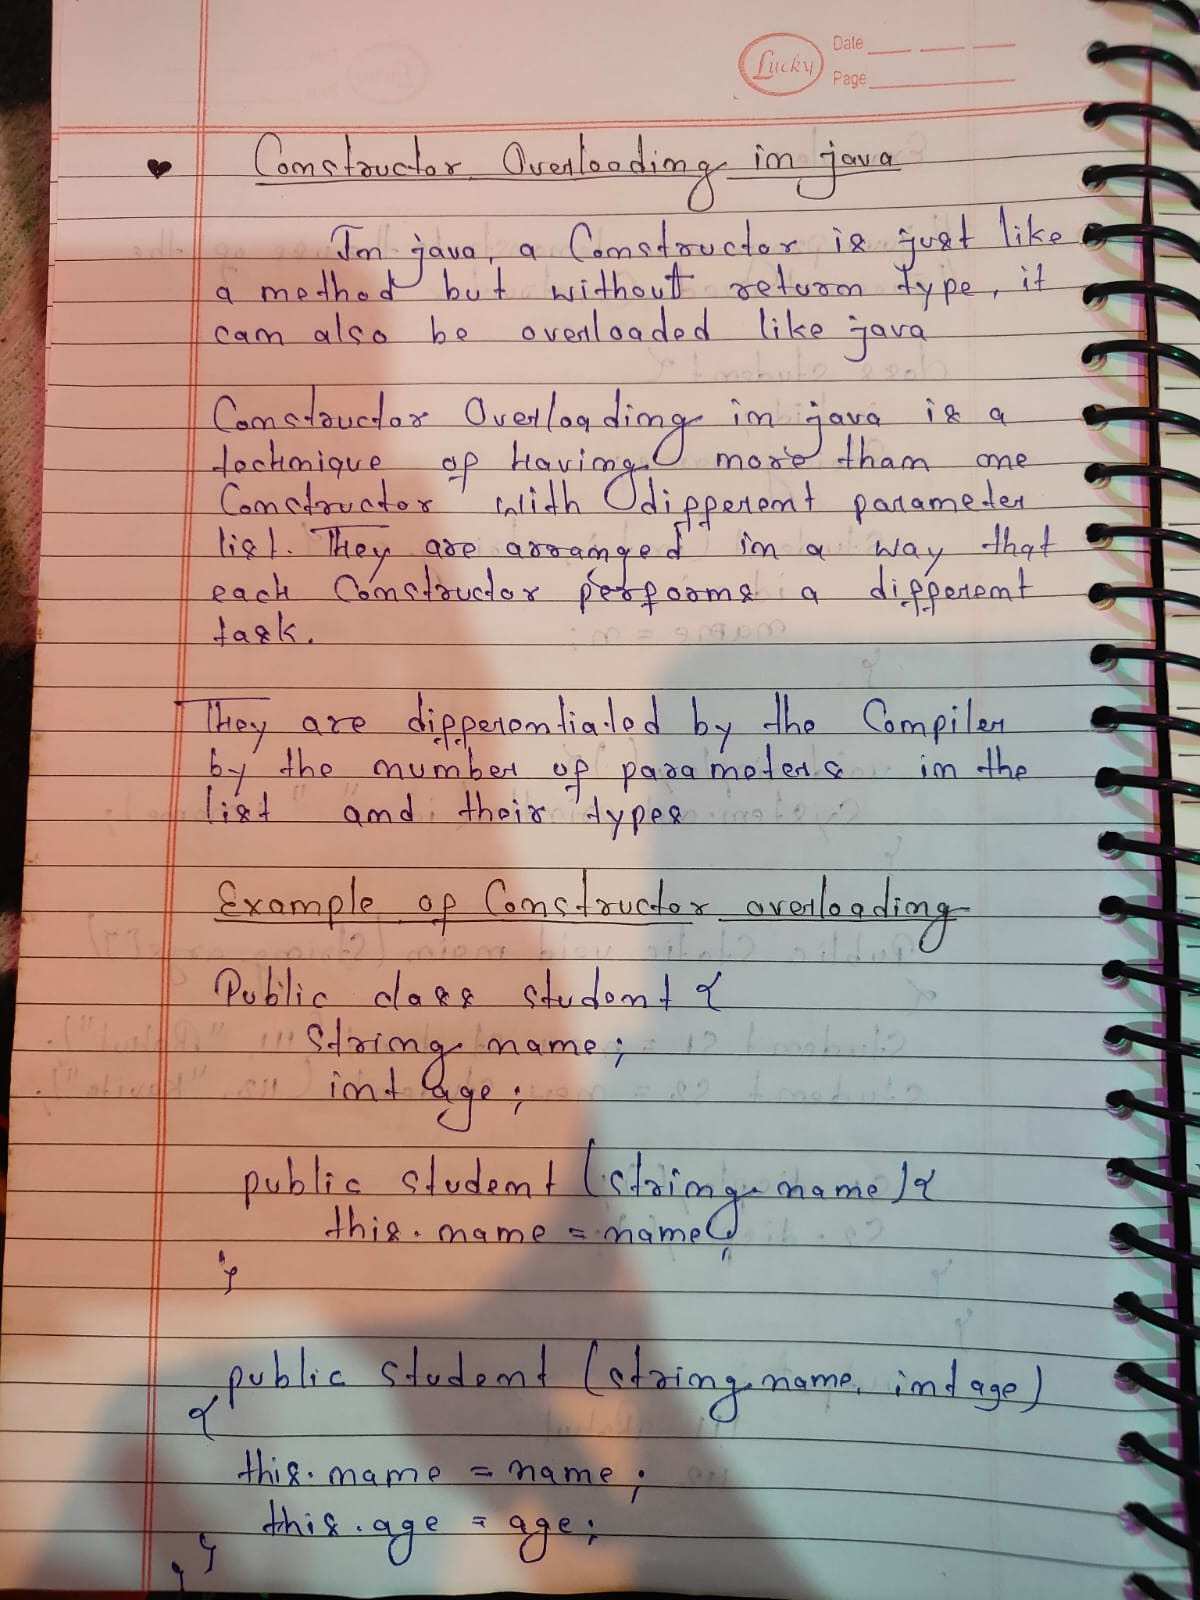 Lucky
Date
Page
Constructor Overloading in java
In java, a Constructor is just like
a method but without return type, it
can also be overloaded like java
Constructor Overloading in java is a
technique of having more than one
Constructor with different parameter
list. They are arranged in a way that
each Constructor performs a different
task.
They are differentiated by the Compiler
by the number of parameters in the
list and their types
Example of Constructor overloading
Public class student {
string name;
int age;
public student (string name) {
this.name = name;
}
public student (string name, int age)
{
this.name = name;
this.age = age;
}
}